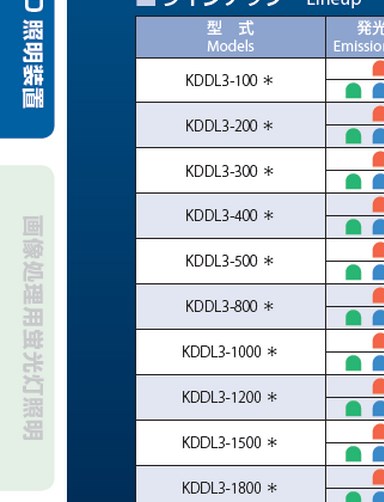 照明装置
画像処理用蛍光灯照明
ラインナップ Lineup
型 式
Models
発光
Emission
KDDL3-100 ＊
KDDL3-200 ＊
KDDL3-300 ＊
KDDL3-400 ＊
KDDL3-500 ＊
KDDL3-800 ＊
KDDL3-1000 ＊
KDDL3-1200 ＊
KDDL3-1500 ＊
KDDL3-1800 ＊